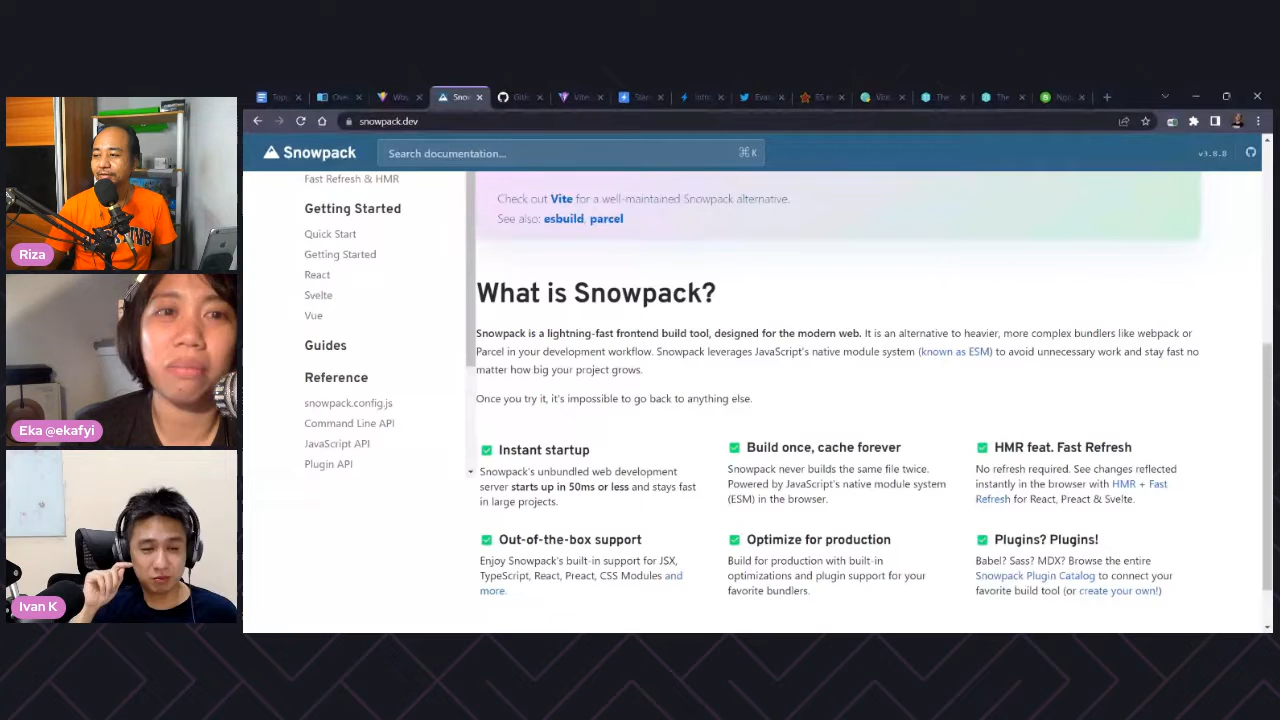 Riza
Eka @ekafyi
Ivan K
snowpack.dev
Snowpack
Search documentation...
⌘K
v3.8.8
Fast Refresh & HMR
Getting Started
Quick Start
Getting Started
React
Svelte
Vue
Guides
Reference
snowpack.config.js
Command Line API
JavaScript API
Plugin API
Check out Vite for a well-maintained Snowpack alternative.
See also: esbuild, parcel
What is Snowpack?
Snowpack is a lightning-fast frontend build tool, designed for the modern web. It is an alternative to heavier, more complex bundlers like webpack or
Parcel in your development workflow. Snowpack leverages JavaScript's native module system (known as ESM) to avoid unnecessary work and stay fast no
matter how big your project grows.
Once you try it, it's impossible to go back to anything else.
Instant startup
Snowpack's unbundled web development
server starts up in 50ms or less and stays fast
in large projects.
Build once, cache forever
Snowpack never builds the same file twice.
Powered by JavaScript's native module system
(ESM) in the browser.
HMR feat. Fast Refresh
No refresh required. See changes reflected
instantly in the browser with HMR + Fast
Refresh for React, Preact & Svelte.
Out-of-the-box support
Enjoy Snowpack's built-in support for JSX,
TypeScript, React, Preact, CSS Modules and
more.
Optimize for production
Build for production with built-in
optimizations and plugin support for your
favorite bundlers.
Plugins? Plugins!
Babel? Sass? MDX? Browse the entire
Snowpack Plugin Catalog to connect your
favorite build tool (or create your own!)